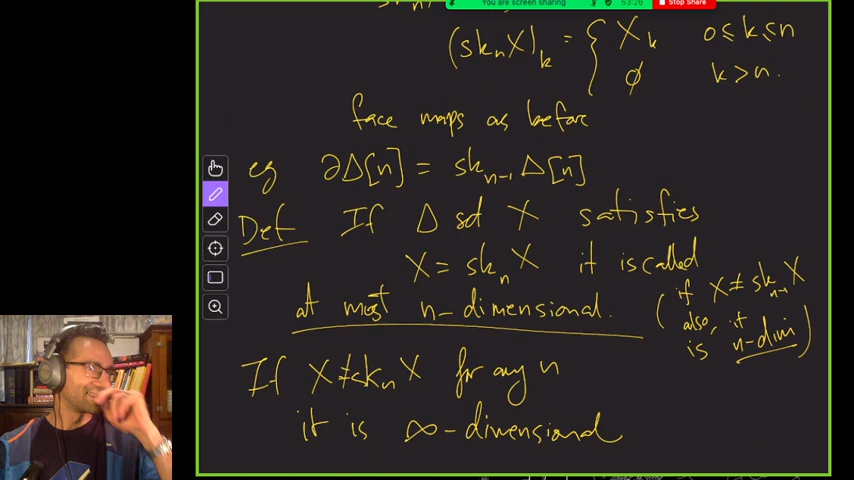 You are screen sharing 53:26 Stop Share
(sk_n X)_k = { X_k 0≤k≤n
∅ k>n.
face maps as before
eg ∂Δ[n] = sk_{n-1} Δ[n]
Def If Δ set X satisfies
X = sk_n X it is called
at most n-dimensional.
(if X ≠ sk_{n-1} X
also, it
is n-dim)
If X ≠ sk_n X for any n
it is ∞-dimensional